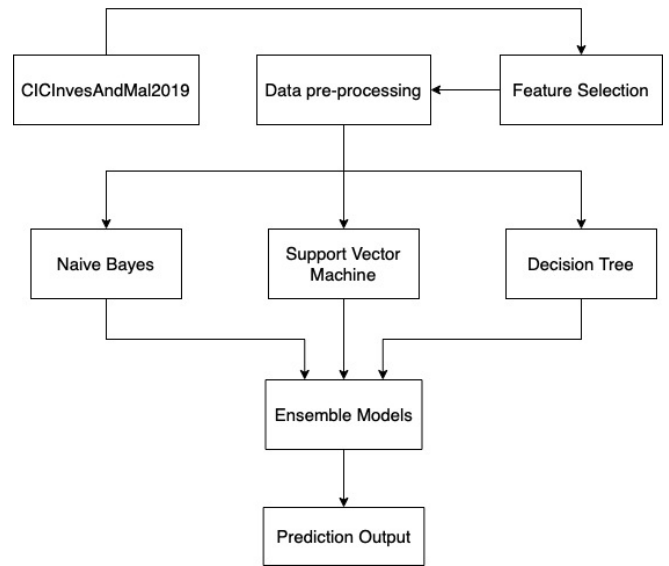 CICInvesAndMal2019
Data pre-processing
Feature Selection
Naive Bayes
Support Vector
Machine
Decision Tree
Ensemble Models
Prediction Output